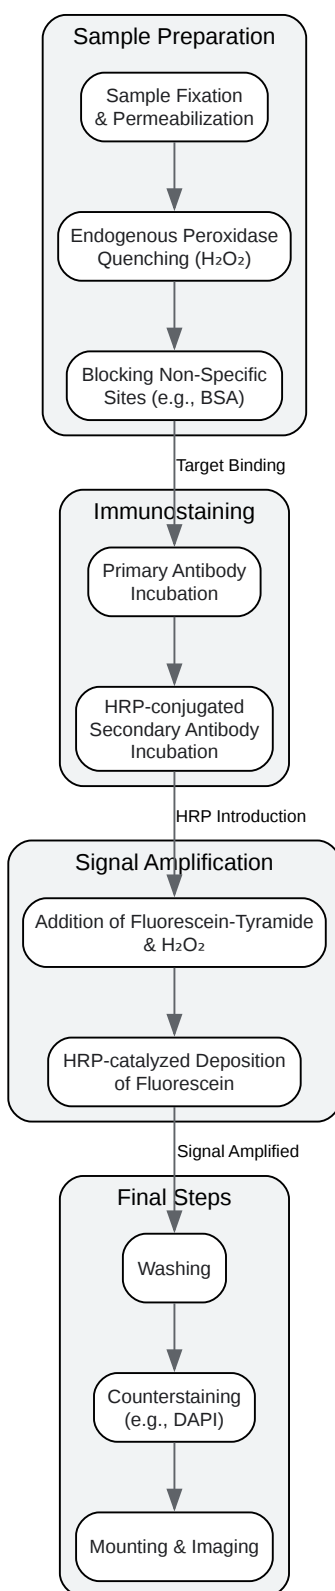 Sample Preparation
Sample Fixation
& Permeabilization
Endogenous Peroxidase
Quenching (H₂O₂)
Blocking Non-Specific
Sites (e.g., BSA)
Target Binding
Immunostaining
Primary Antibody
Incubation
HRP-conjugated
Secondary Antibody
Incubation
HRP Introduction
Signal Amplification
Addition of Fluorescein-Tyramide
& H₂O₂
HRP-catalyzed Deposition
of Fluorescein
Signal Amplified
Final Steps
Washing
Counterstaining
(e.g., DAPI)
Mounting & Imaging